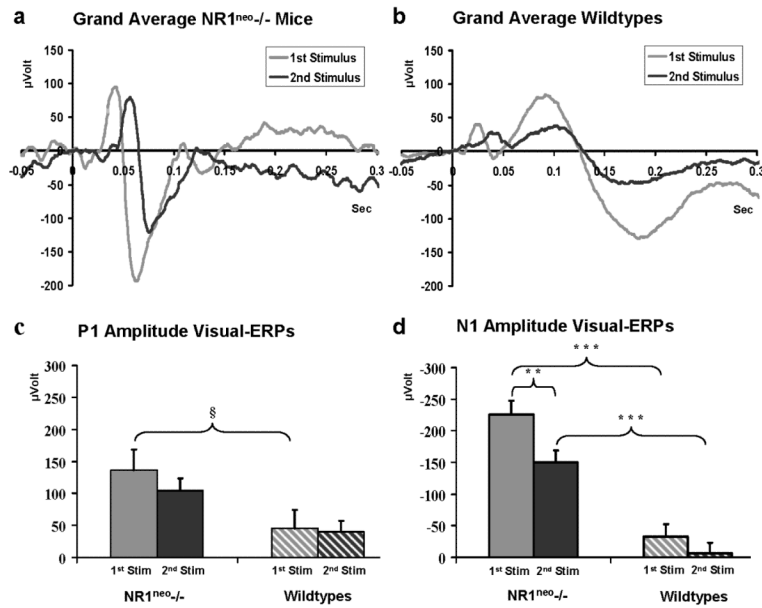 a Grand Average NR1neo-/- Mice
µVolt
150
100
50
0
-50
-100
-150
-200
1st Stimulus
2nd Stimulus
-0.05 0 0.05 0.1 0.15 0.2 0.25 0.3
Sec
b Grand Average Wildtypes
µVolt
150
100
50
0
-50
-100
-150
-200
1st Stimulus
2nd Stimulus
-0.05 0 0.05 0.1 0.15 0.2 0.25 0.3
Sec
c P1 Amplitude Visual-ERPs
µVolt
300
250
200
150
100
50
0
§
1st Stim 2nd Stim 1st Stim 2nd Stim
NR1neo-/- Wildtypes
d N1 Amplitude Visual-ERPs
µVolt
-300
-250
-200
-150
-100
-50
0
***
**
***
1st Stim 2nd Stim 1st Stim 2nd Stim
NR1neo-/- Wildtypes